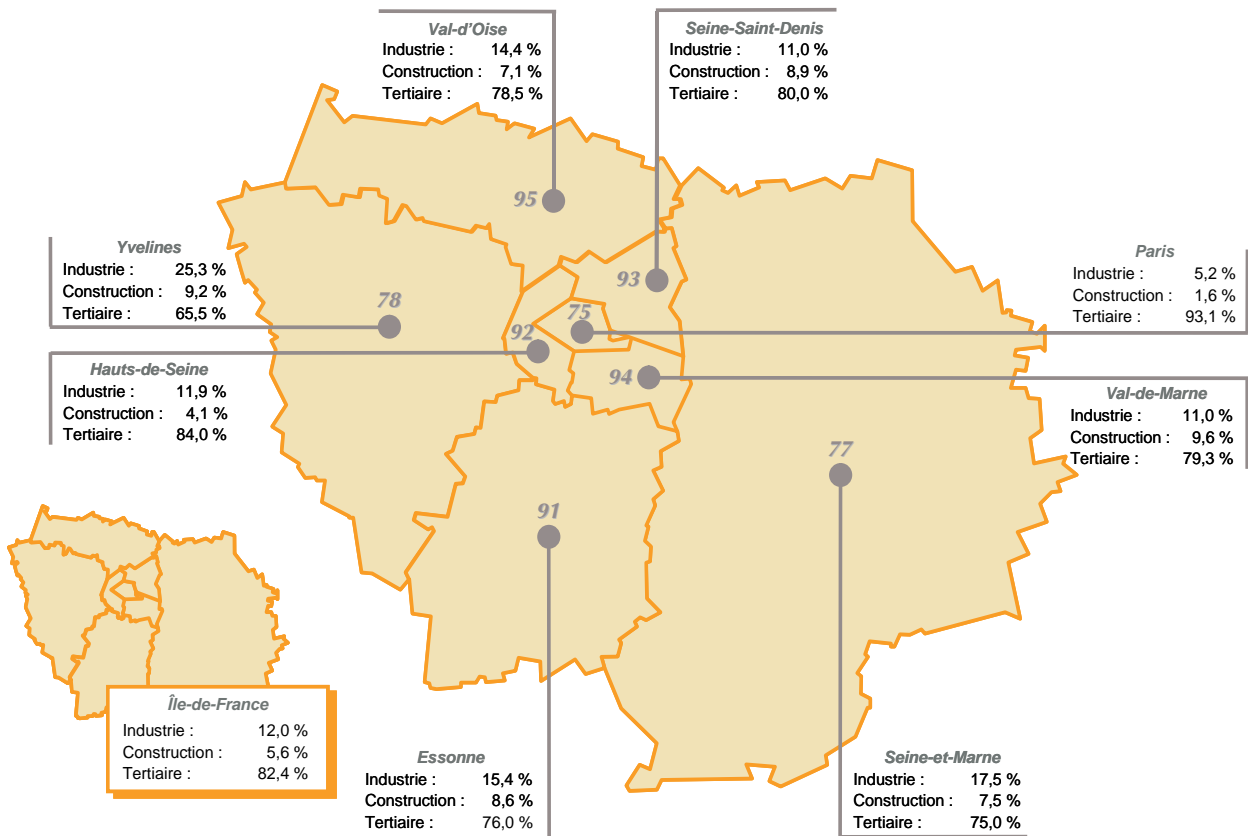 Val-d'Oise
Industrie : 14,4 %
Construction : 7,1 %
Tertiaire : 78,5 %
Seine-Saint-Denis
Industrie : 11,0 %
Construction : 8,9 %
Tertiaire : 80,0 %
95
Yvelines
Industrie : 25,3 %
Construction : 9,2 %
Tertiaire : 65,5 %
Paris
Industrie : 5,2 %
Construction : 1,6 %
Tertiaire : 93,1 %
93
78
75
92
94
Hauts-de-Seine
Industrie : 11,9 %
Construction : 4,1 %
Tertiaire : 84,0 %
Val-de-Marne
Industrie : 11,0 %
Construction : 9,6 %
Tertiaire : 79,3 %
77
91
Île-de-France
Industrie : 12,0 %
Construction : 5,6 %
Tertiaire : 82,4 %
Essonne
Industrie : 15,4 %
Construction : 8,6 %
Tertiaire : 76,0 %
Seine-et-Marne
Industrie : 17,5 %
Construction : 7,5 %
Tertiaire : 75,0 %